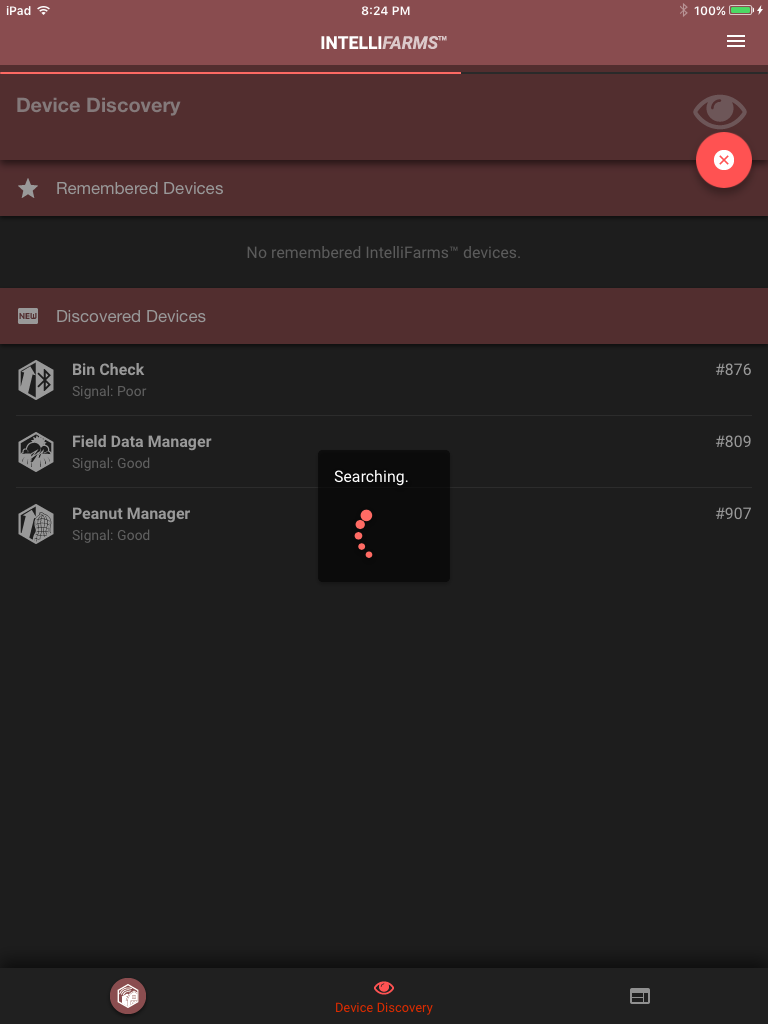 iPad
8:24 PM
100%
INTELLIFARMS™
Device Discovery
Remembered Devices
No remembered IntelliFarms™ devices.
NEW
Discovered Devices
Bin Check
#876
Signal: Poor
Field Data Manager
#809
Signal: Good
Searching.
Peanut Manager
#907
Signal: Good
Device Discovery